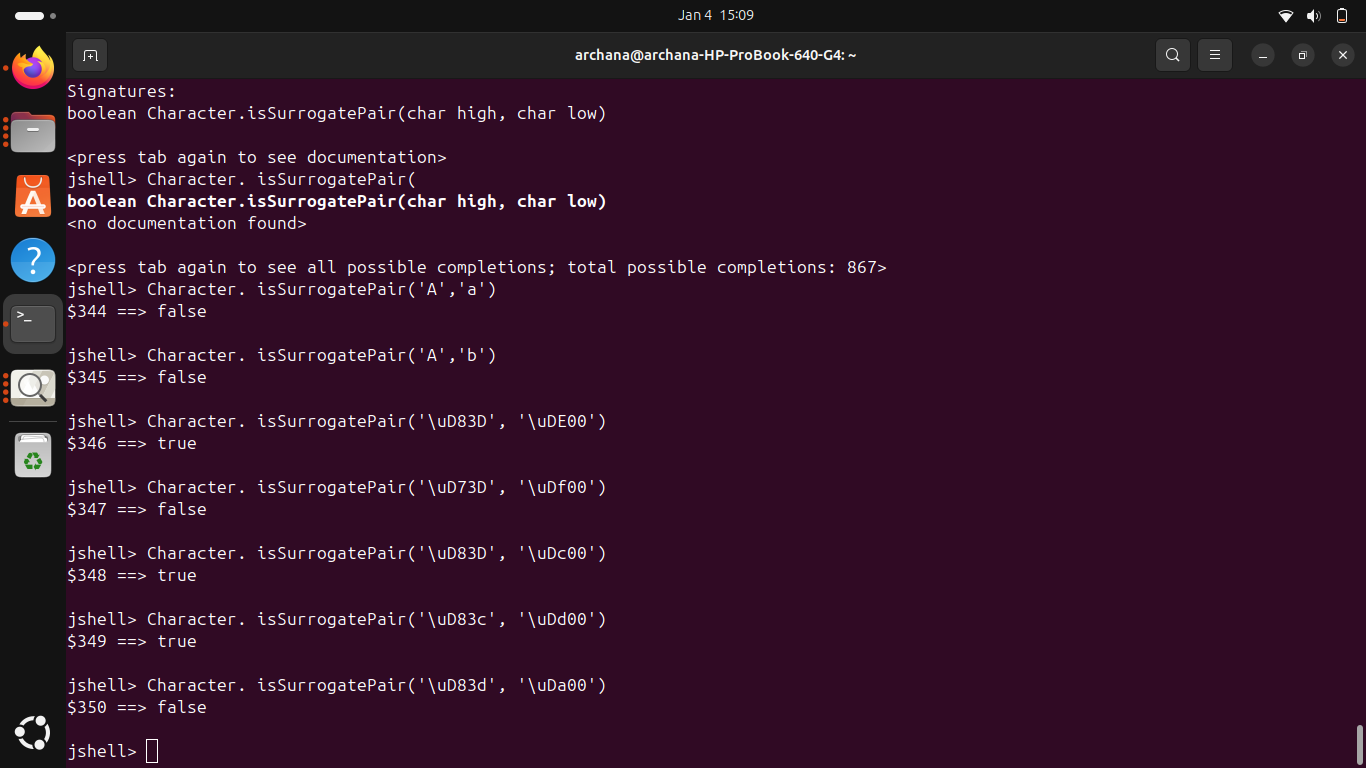 Jan 4 15:09
archana@archana-HP-ProBook-640-G4: ~
Signatures:
boolean Character.isSurrogatePair(char high, char low)
<press tab again to see documentation>
jshell> Character. isSurrogatePair(
boolean Character.isSurrogatePair(char high, char low)
<no documentation found>
<press tab again to see all possible completions; total possible completions: 867>
jshell> Character. isSurrogatePair('A','a')
$344 ==> false
jshell> Character. isSurrogatePair('A','b')
$345 ==> false
jshell> Character. isSurrogatePair('\uD83D', '\uDE00')
$346 ==> true
jshell> Character. isSurrogatePair('\uD73D', '\uDf00')
$347 ==> false
jshell> Character. isSurrogatePair('\uD83D', '\uDc00')
$348 ==> true
jshell> Character. isSurrogatePair('\uD83c', '\uDd00')
$349 ==> true
jshell> Character. isSurrogatePair('\uD83d', '\uDa00')
$350 ==> false
jshell>